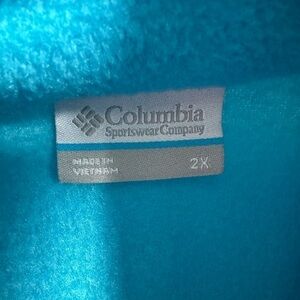 Columbia
Sportswear Company
MADE IN
VIETNAM
2X